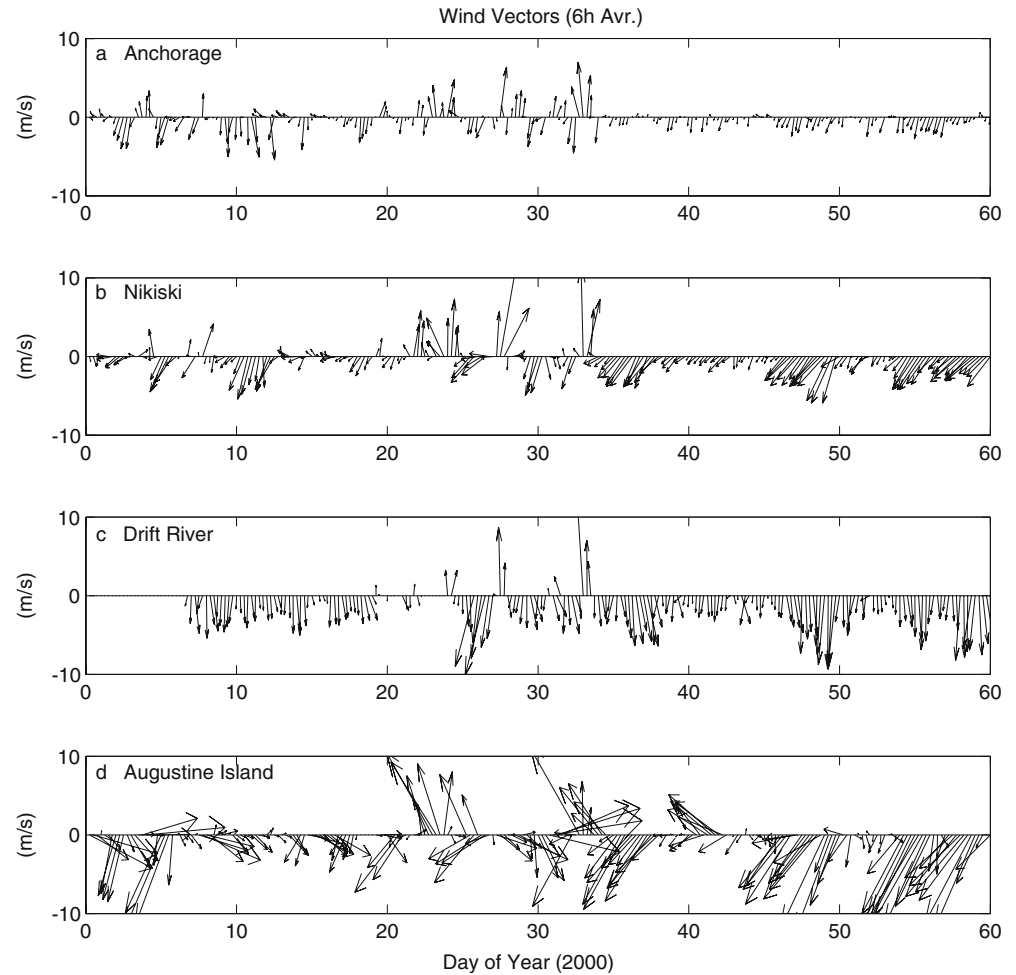 Wind Vectors (6h Avr.)
10
a Anchorage
(m/s)
0
-10
0 10 20 30 40 50 60
10
b Nikiski
(m/s)
0
-10
0 10 20 30 40 50 60
10
c Drift River
(m/s)
0
-10
0 10 20 30 40 50 60
10
d Augustine Island
(m/s)
0
-10
0 10 20 30 40 50 60
Day of Year (2000)